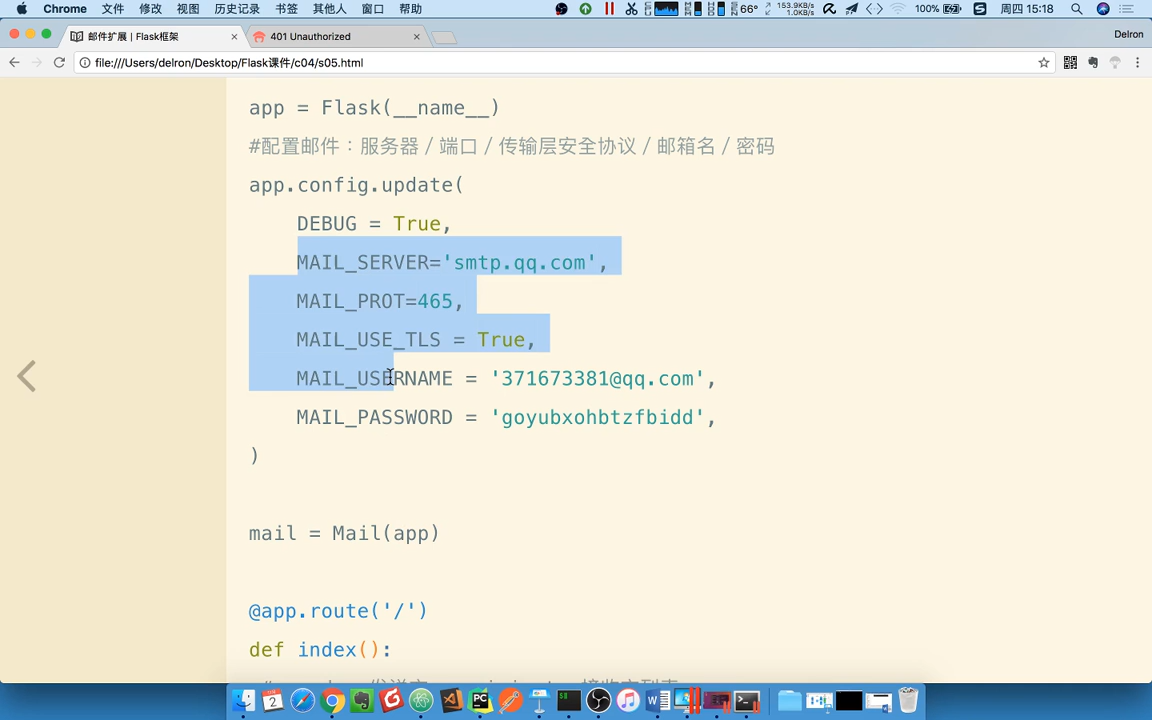 Chrome 文件 修改 视图 历史记录 书签 其他人 窗口 帮助 66° 153.9KB/s 1.0KB/s 100% 周四 15:18
邮件扩展 | Flask框架 401 Unauthorized Delron
file:///Users/delron/Desktop/Flask课件/c04/s05.html
app = Flask(__name__)
#配置邮件：服务器／端口／传输层安全协议／邮箱名／密码
app.config.update(
DEBUG = True,
MAIL_SERVER='smtp.qq.com',
MAIL_PROT=465,
MAIL_USE_TLS = True,
MAIL_USERNAME = '371673381@qq.com',
MAIL_PASSWORD = 'goyubxohbtzfbidd',
)
mail = Mail(app)
@app.route('/')
def index():